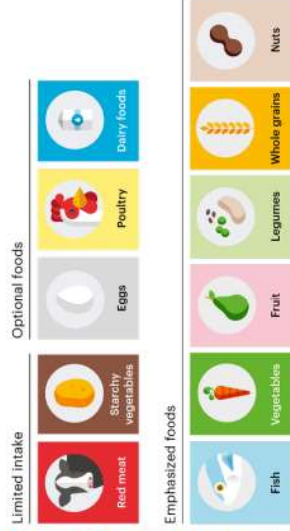 Limited intake
Red meat
Starchy
vegetables
Optional foods
Eggs
Poultry
Dairy foods
Emphasized foods
Fish
Vegetables
Fruit
Legumes
Whole grains
Nuts